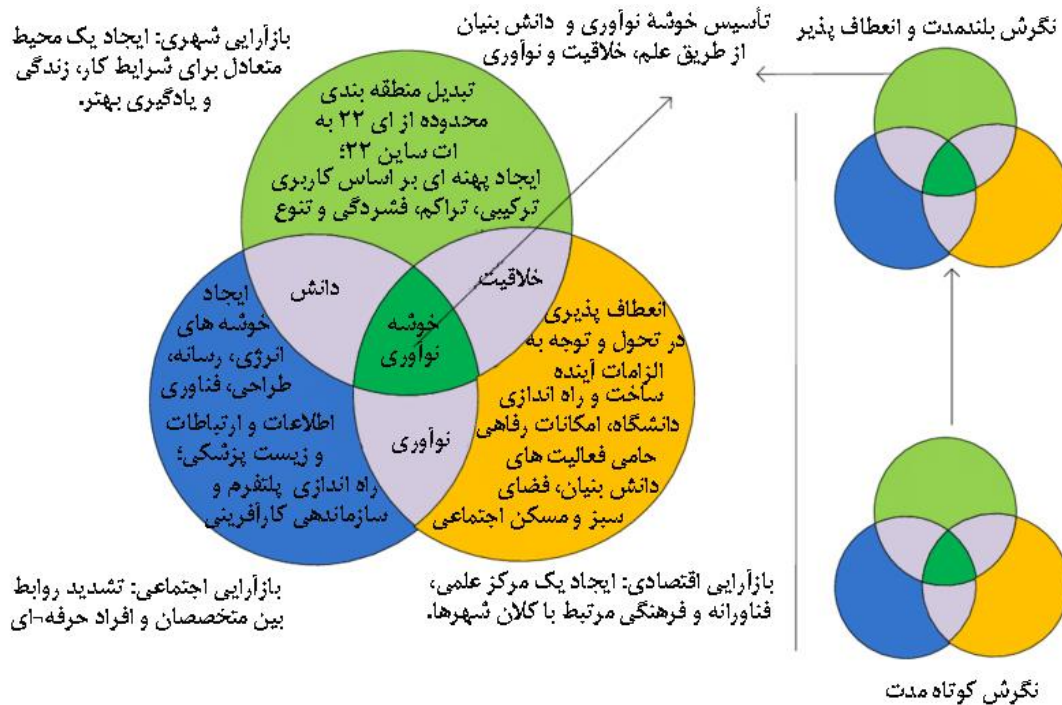 نگرش بلندمدت و انعطاف پذیر
تأسیس خوشۀ نوآوری و دانش بنیان
از طریق علم، خلاقیت و نوآوری
بازآرایی شهری: ایجاد یک محیط
متعادل برای شرایط کار، زندگی
و یادگیری بهتر.
تبدیل منطقه بندی
محدوده از ای ۲۲ به
ات ساین ۲۲؛
ایجاد پهنه ای بر اساس کاربری
ترکیبی، تراکم، فشردگی و تنوع
خلاقیت
دانش
خوشه
نوآوری
نوآوری
انعطاف پذیری
در تحول و توجه به
الزامات آینده
ساخت و راه اندازی
دانشگاه، امکانات رفاهی
حامی فعالیت های
دانش بنیان، فضای
سبز و مسکن اجتماعی
ایجاد
خوشه های
انرژی، رسانه،
طراحی، فناوری
اطلاعات و ارتباطات
و زیست پزشکی؛
راه اندازی پلتفرم و
سازماندهی کارآفرینی
بازآرایی اقتصادی: ایجاد یک مرکز علمی،
فناورانه و فرهنگی مرتبط با کلان شهرها.
بازآرایی اجتماعی: تشدید روابط
بین متخصصان و افراد حرفه¬ای
نگرش کوتاه مدت